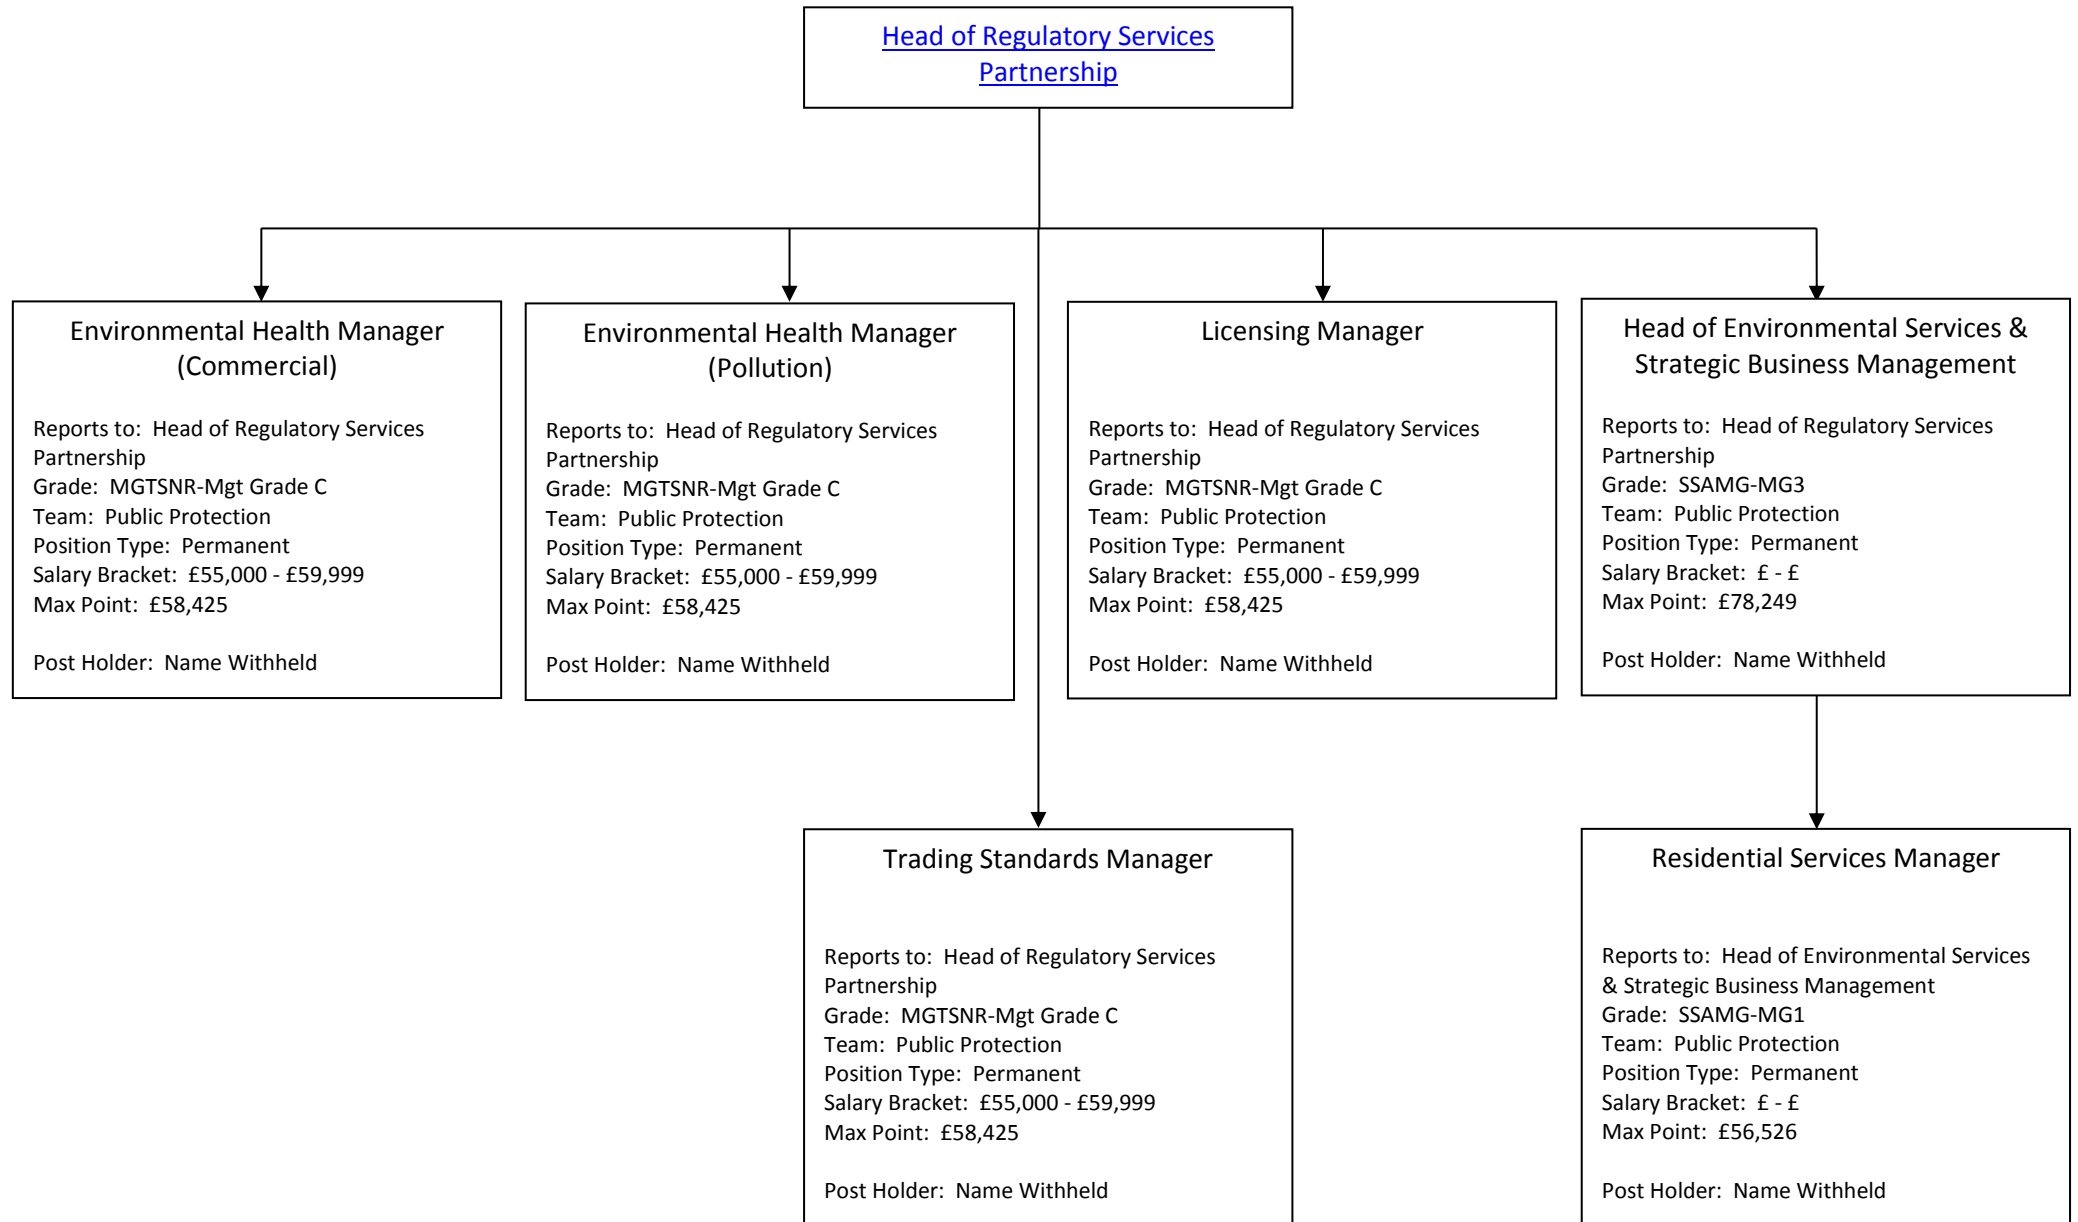 Head of Regulatory Services
Partnership
Environmental Health Manager
(Commercial)
Reports to: Head of Regulatory Services
Partnership
Grade: MGTSNR-Mgt Grade C
Team: Public Protection
Position Type: Permanent
Salary Bracket: £55,000 - £59,999
Max Point: £58,425
Post Holder: Name Withheld
Environmental Health Manager
(Pollution)
Reports to: Head of Regulatory Services
Partnership
Grade: MGTSNR-Mgt Grade C
Team: Public Protection
Position Type: Permanent
Salary Bracket: £55,000 - £59,999
Max Point: £58,425
Post Holder: Name Withheld
Licensing Manager
Reports to: Head of Regulatory Services
Partnership
Grade: MGTSNR-Mgt Grade C
Team: Public Protection
Position Type: Permanent
Salary Bracket: £55,000 - £59,999
Max Point: £58,425
Post Holder: Name Withheld
Head of Environmental Services &
Strategic Business Management
Reports to: Head of Regulatory Services
Partnership
Grade: SSAMG-MG3
Team: Public Protection
Position Type: Permanent
Salary Bracket: £ - £
Max Point: £78,249
Post Holder: Name Withheld
Trading Standards Manager
Reports to: Head of Regulatory Services
Partnership
Grade: MGTSNR-Mgt Grade C
Team: Public Protection
Position Type: Permanent
Salary Bracket: £55,000 - £59,999
Max Point: £58,425
Post Holder: Name Withheld
Residential Services Manager
Reports to: Head of Environmental Services
& Strategic Business Management
Grade: SSAMG-MG1
Team: Public Protection
Position Type: Permanent
Salary Bracket: £ - £
Max Point: £56,526
Post Holder: Name Withheld